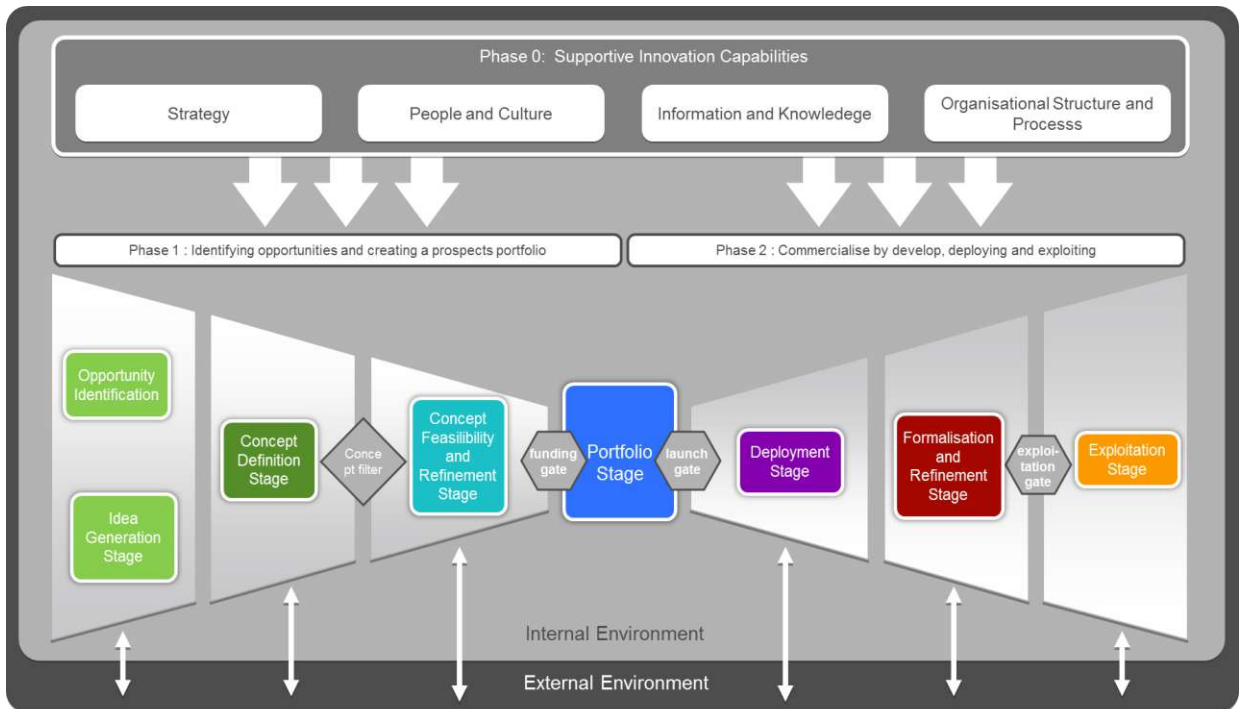 Phase 0:  Supportive Innovation Capabilities
Strategy
People and Culture
Information and Knowledege
Organisational Structure and
Processs
Phase 1 : Identifying opportunities and creating a prospects portfolio
Phase 2 : Commercialise by develop, deploying and exploiting
Opportunity
Identification
Idea
Generation
Stage
Concept
Definition
Stage
Conce
pt filter
Concept
Feasilibility
and
Refinement
Stage
funding
gate
Portfolio
Stage
launch
gate
Deployment
Stage
Formalisation
and
Refinement
Stage
exploi-
tation
gate
Exploitation
Stage
Internal Environment
External Environment